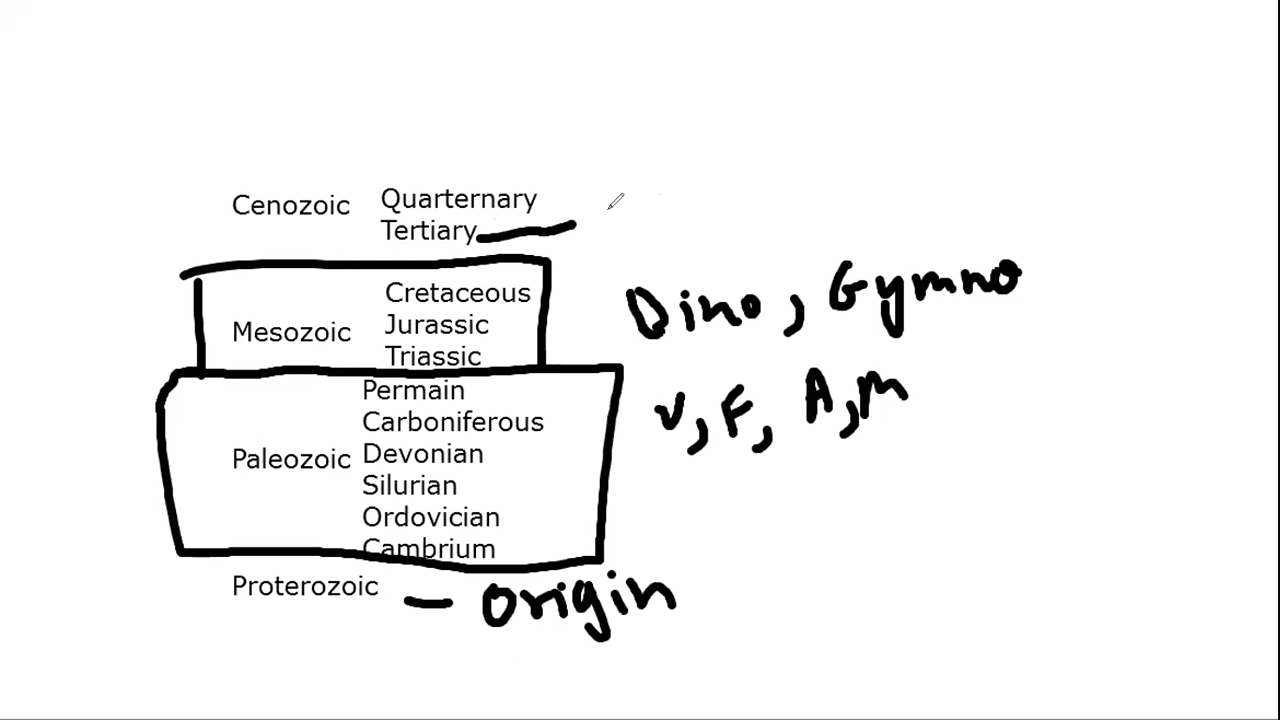 Cenozoic Quarternary
Tertiary
Cretaceous
Mesozoic Jurassic
Triassic
Dino, Gymno
Permain
Carboniferous
V, F, A, M
Paleozoic Devonian
Silurian
Ordovician
Cambrium
Proterozoic - Origin